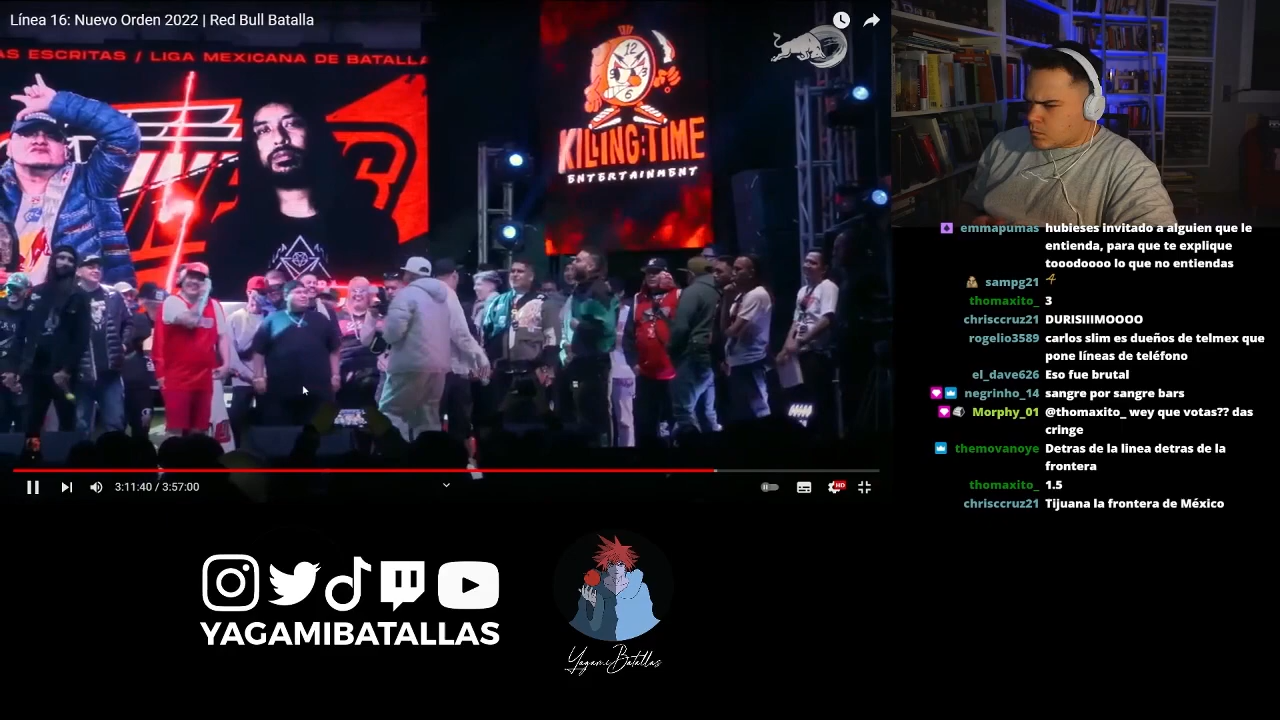 Línea 16: Nuevo Orden 2022 | Red Bull Batalla
AS ESCRITAS / LIGA MEXICANA DE BATALLA
KILLING:TIME
ENTERTAINMENT
3:11:40 / 3:57:00
HD
emmapumas hubieses invitado a alguien que le
entienda, para que te explique
tooodoooo lo que no entiendas
sampg21
thomaxito_ 3
chrisccruz21 DURISIIIMOOOO
rogelio3589 carlos slim es dueños de telmex que
pone líneas de teléfono
el_dave626 Eso fue brutal
negrinho_14 sangre por sangre bars
Morphy_01 @thomaxito_ wey que votas?? das
cringe
themovanoye Detras de la linea detras de la
frontera
thomaxito_ 1.5
chrisccruz21 Tijuana la frontera de México
YAGAMIBATALLAS
YagamiBatallas